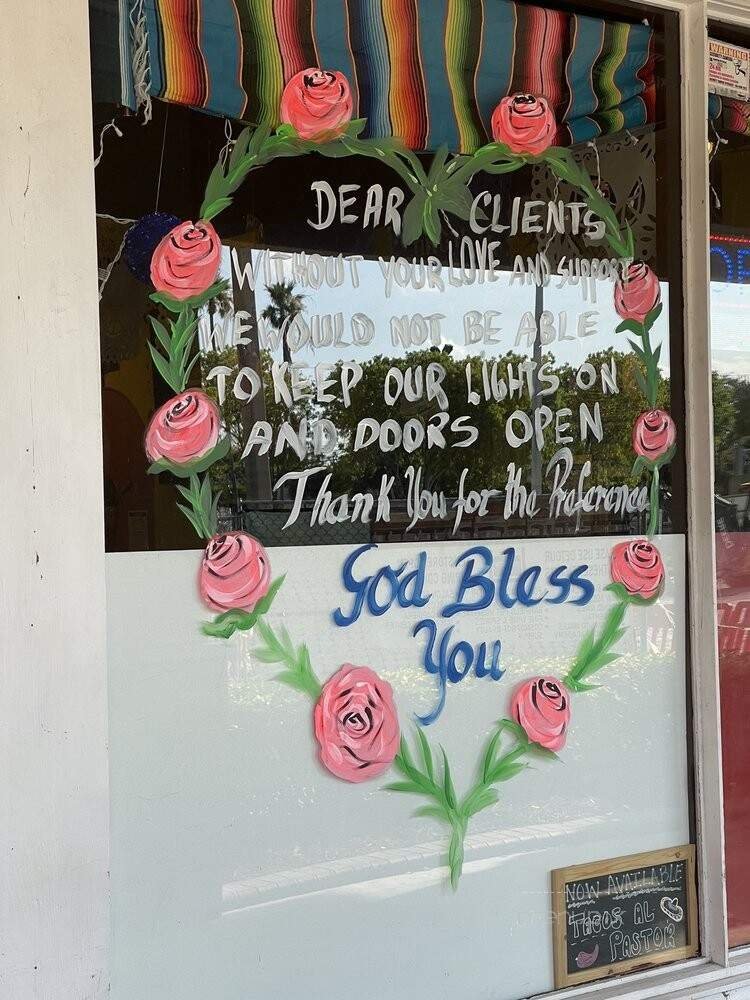 DEAR CLIENTS
WITHOUT YOUR LOVE AND SUPPORT
WE WOULD NOT BE ABLE
TO KEEP OUR LIGHTS ON
AND DOORS OPEN
Thank You for the Preference
God Bless
You
NOW AVAILABLE
TACOS AL
PASTOR
WARNING